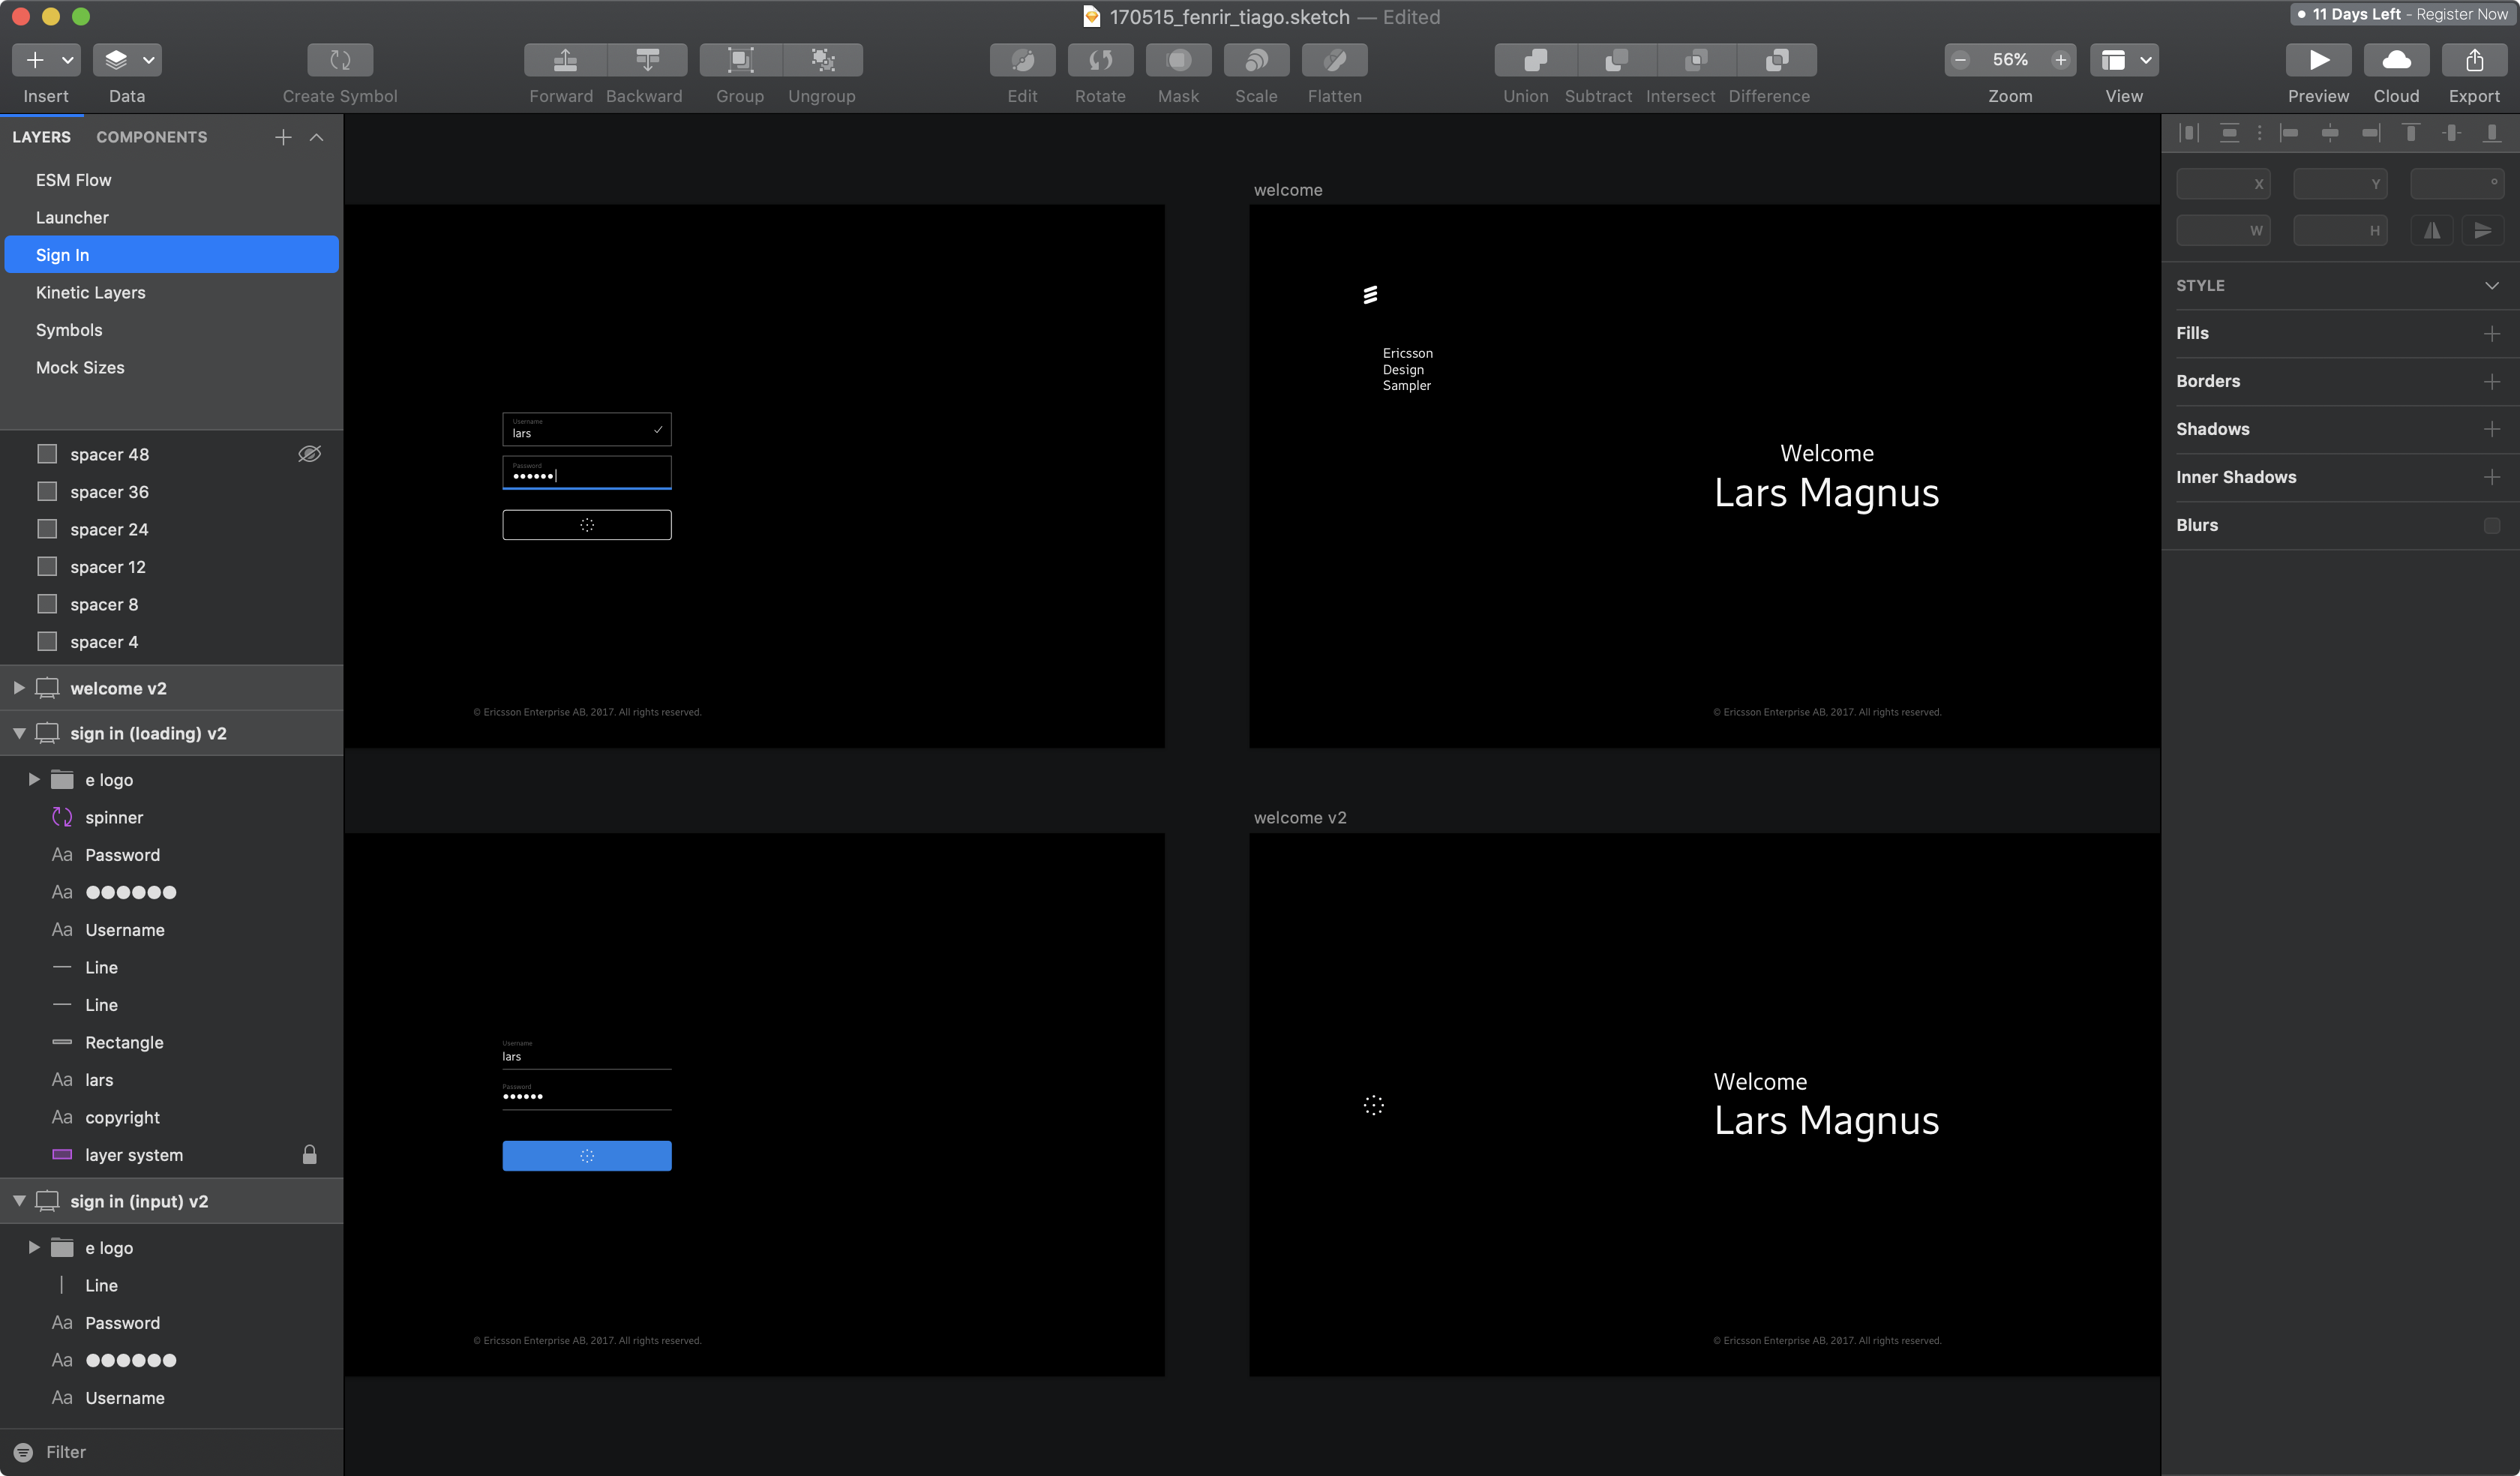 170515_fenrir_tiago.sketch — Edited
11 Days Left - Register Now
56%
Insert
Data
Create Symbol
Forward
Backward
Group
Ungroup
Edit
Rotate
Mask
Scale
Flatten
Union
Subtract
Intersect
Difference
Zoom
View
Preview
Cloud
Export
LAYERS
COMPONENTS
ESM Flow
Launcher
Sign In
Kinetic Layers
Symbols
Mock Sizes
spacer 48
spacer 36
spacer 24
spacer 12
spacer 8
spacer 4
welcome v2
sign in (loading) v2
e logo
spinner
Aa Password
Aa ●●●●●●
Aa Username
Line
Line
Rectangle
Aa lars
Aa copyright
layer system
sign in (input) v2
e logo
Line
Aa Password
Aa ●●●●●●
Aa Username
Filter
Username
lars
Password
●●●●●●
© Ericsson Enterprise AB, 2017. All rights reserved.
welcome
Ericsson
Design
Sampler
Welcome
Lars Magnus
© Ericsson Enterprise AB, 2017. All rights reserved.
Username
lars
Password
●●●●●●
© Ericsson Enterprise AB, 2017. All rights reserved.
welcome v2
Welcome
Lars Magnus
© Ericsson Enterprise AB, 2017. All rights reserved.
X
Y
°
W
H
STYLE
Fills
Borders
Shadows
Inner Shadows
Blurs